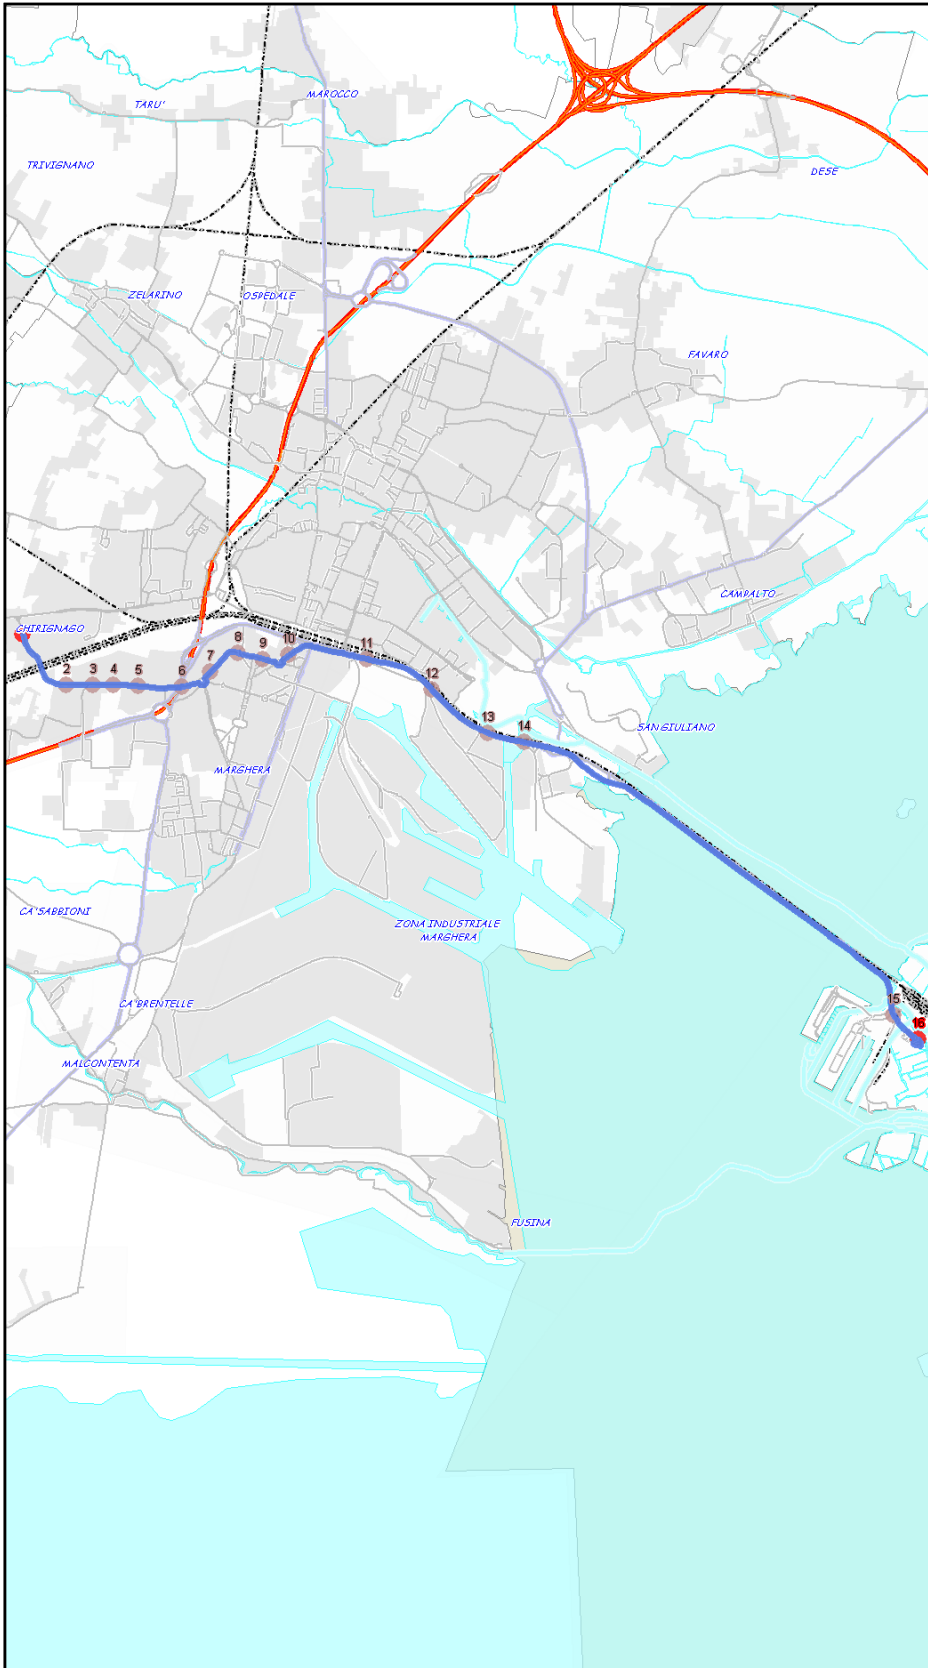 MAROCCO
TARU'
TRIVIGNANO
DESE
ZELARINO
OSPEDALE
FAVARO
CAMPALTO
CHIRIGNAGO
2
3
4
5
6
7
8
9
10
11
12
13
14
SAN GIULIANO
MARGHERA
CA'SABBIONI
ZONA INDUSTRIALE
MARGHERA
CA'BRENTELLE
15
16
MALCONTENTA
FUSINA